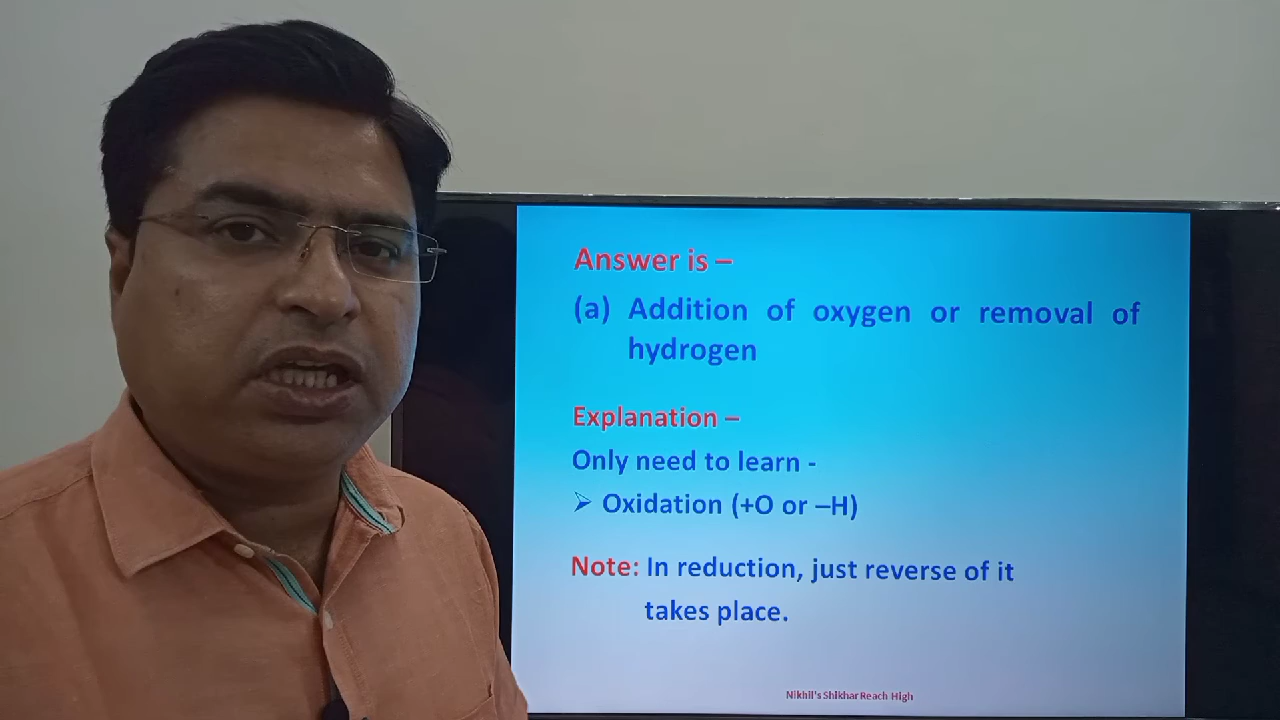 Answer is –
(a) Addition of oxygen or removal of
hydrogen
Explanation –
Only need to learn -
➢ Oxidation (+O or –H)
Note: In reduction, just reverse of it
takes place.
Nikhil's Shikhar Reach High